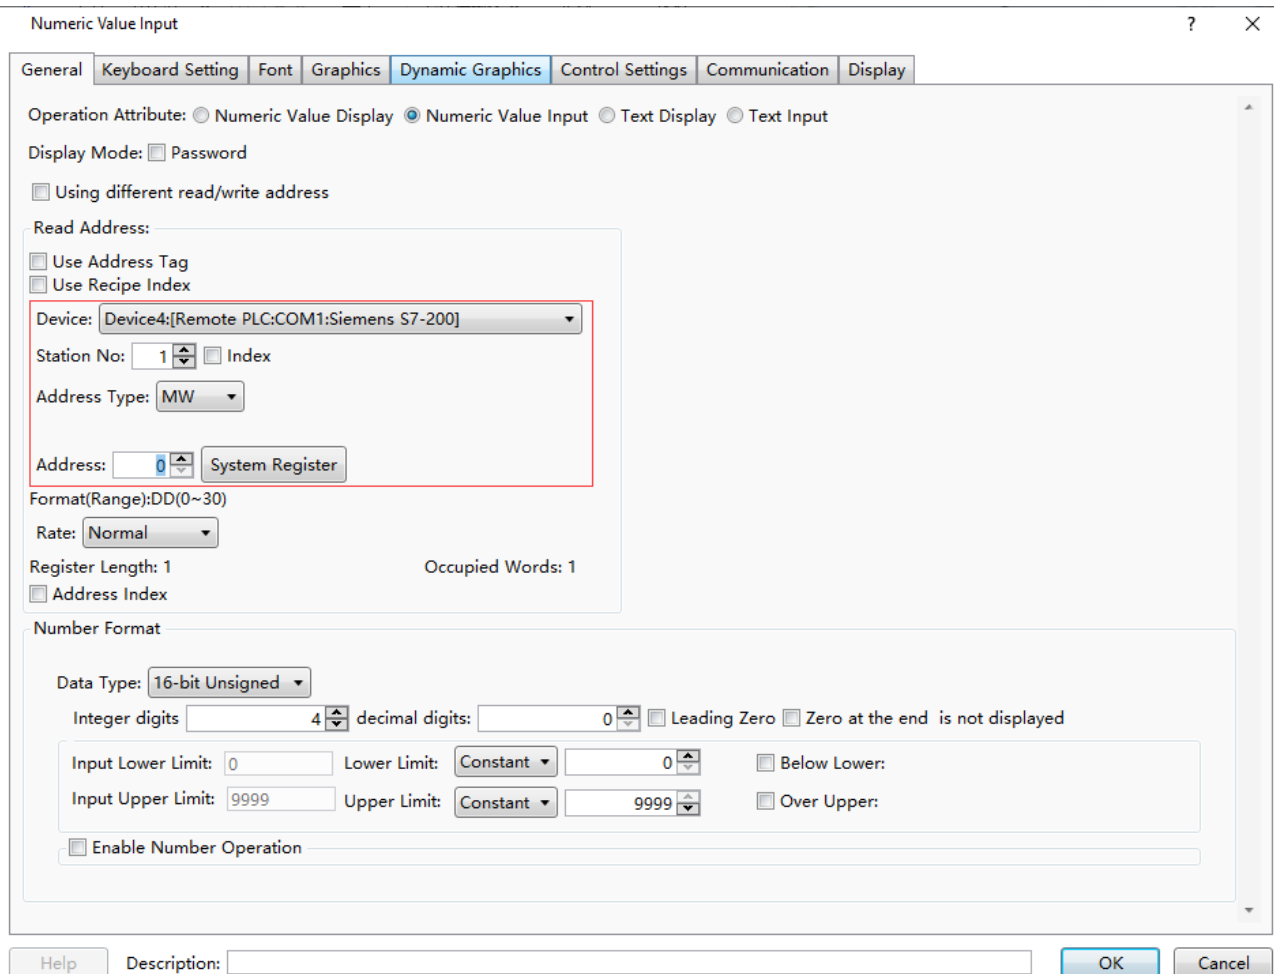 Numeric Value Input ?
General Keyboard Setting Font Graphics Dynamic Graphics Control Settings Communication Display
Operation Attribute: Numeric Value Display Numeric Value Input Text Display Text Input
Display Mode: Password
Using different read/write address
Read Address:
Use Address Tag
Use Recipe Index
Device: Device4:[Remote PLC:COM1:Siemens S7-200]
Station No: 1 Index
Address Type: MW
Address: 0 System Register
Format(Range):DD(0~30)
Rate: Normal
Register Length: 1 Occupied Words: 1
Address Index
Number Format
Data Type: 16-bit Unsigned
Integer digits 4 decimal digits: 0 Leading Zero Zero at the end is not displayed
Input Lower Limit: 0 Lower Limit: Constant 0 Below Lower:
Input Upper Limit: 9999 Upper Limit: Constant 9999 Over Upper:
Enable Number Operation
Help Description: OK Cancel